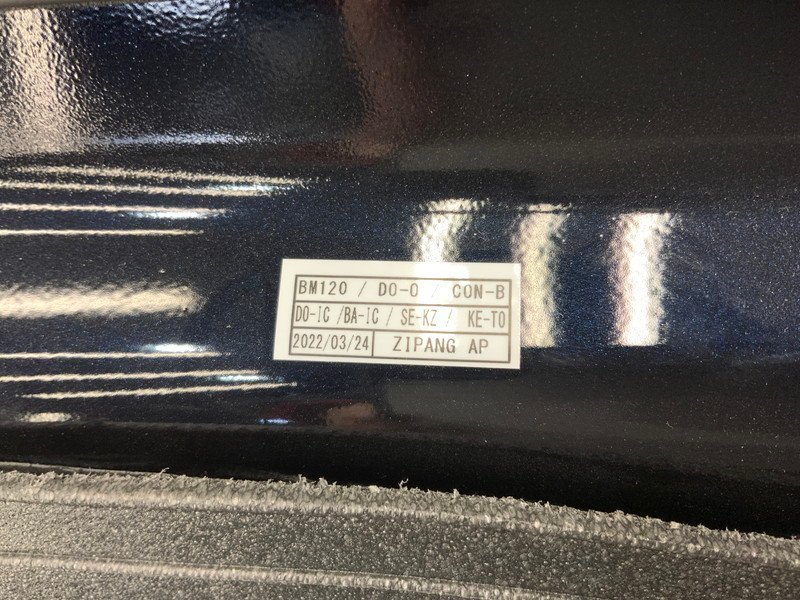 BM120 / DO-O / CON-B
DO-IC /BA-IC / SE-KZ / KE-TO
2022/03/24 ZIPANG AP